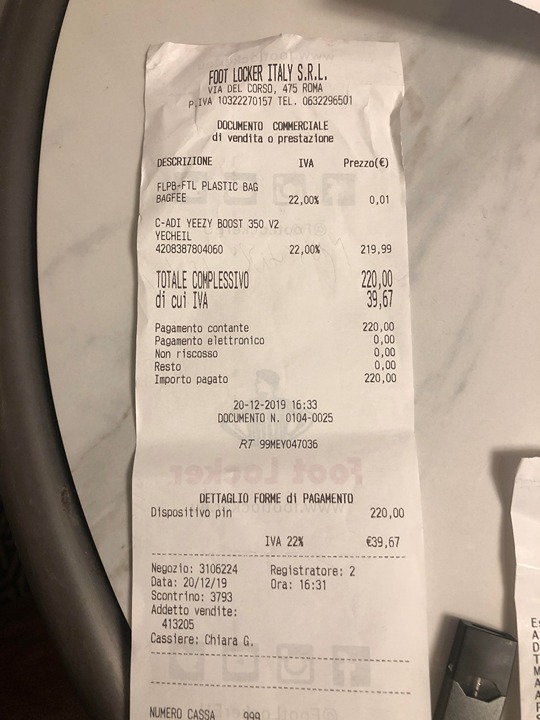 FOOT LOCKER ITALY S.R.L.
VIA DEL CORSO, 475 ROMA
P.IVA 10322270157 TEL. 0632296501
DOCUMENTO COMMERCIALE
di vendita o prestazione
DESCRIZIONE IVA Prezzo(€)
FLPB-FTL PLASTIC BAG
BAGFEE 22,00% 0,01
C-ADI YEEZY BOOST 350 V2
YECHEIL
4208387804060 22,00% 219,99
TOTALE COMPLESSIVO 220,00
di cui IVA 39,67
Pagamento contante 220,00
Pagamento elettronico 0,00
Non riscosso 0,00
Resto 0,00
Importo pagato 220,00
20-12-2019 16:33
DOCUMENTO N. 0104-0025
RT 99MEY047036
DETTAGLIO FORME di PAGAMENTO
Dispositivo pin 220,00
IVA 22% €39,67
Negozio: 3106224 Registratore: 2
Data: 20/12/19 Ora: 16:31
Scontrino: 3793
Addetto vendite:
413205
Cassiere: Chiara G.
NUMERO CASSA 999